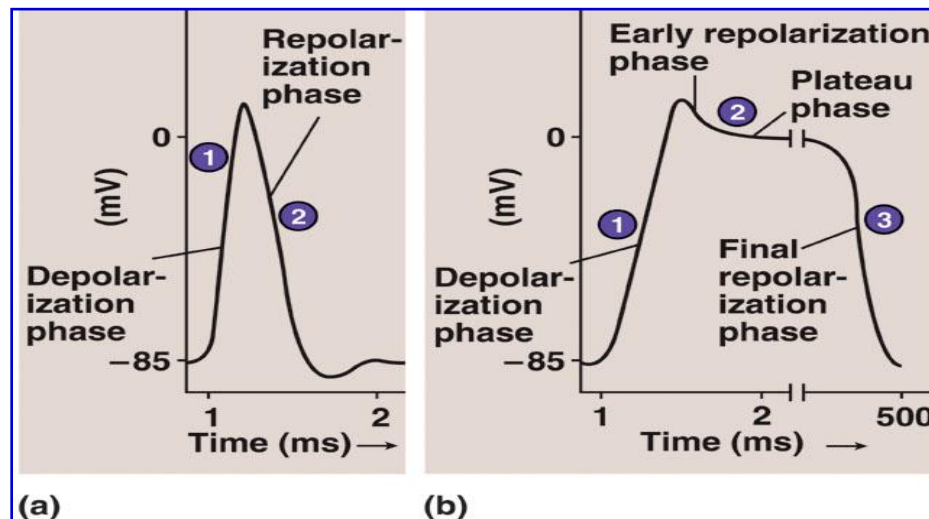 Repolar-
ization
phase
0
1
(mV)
2
Depolar-
ization
phase
–85
1
2
Time (ms)
(a)
Early repolarization
phase
Plateau
phase
2
0
(mV)
1
3
Depolar-
ization
phase
Final
repolar-
ization
phase
–85
1
2
500
Time (ms)
(b)